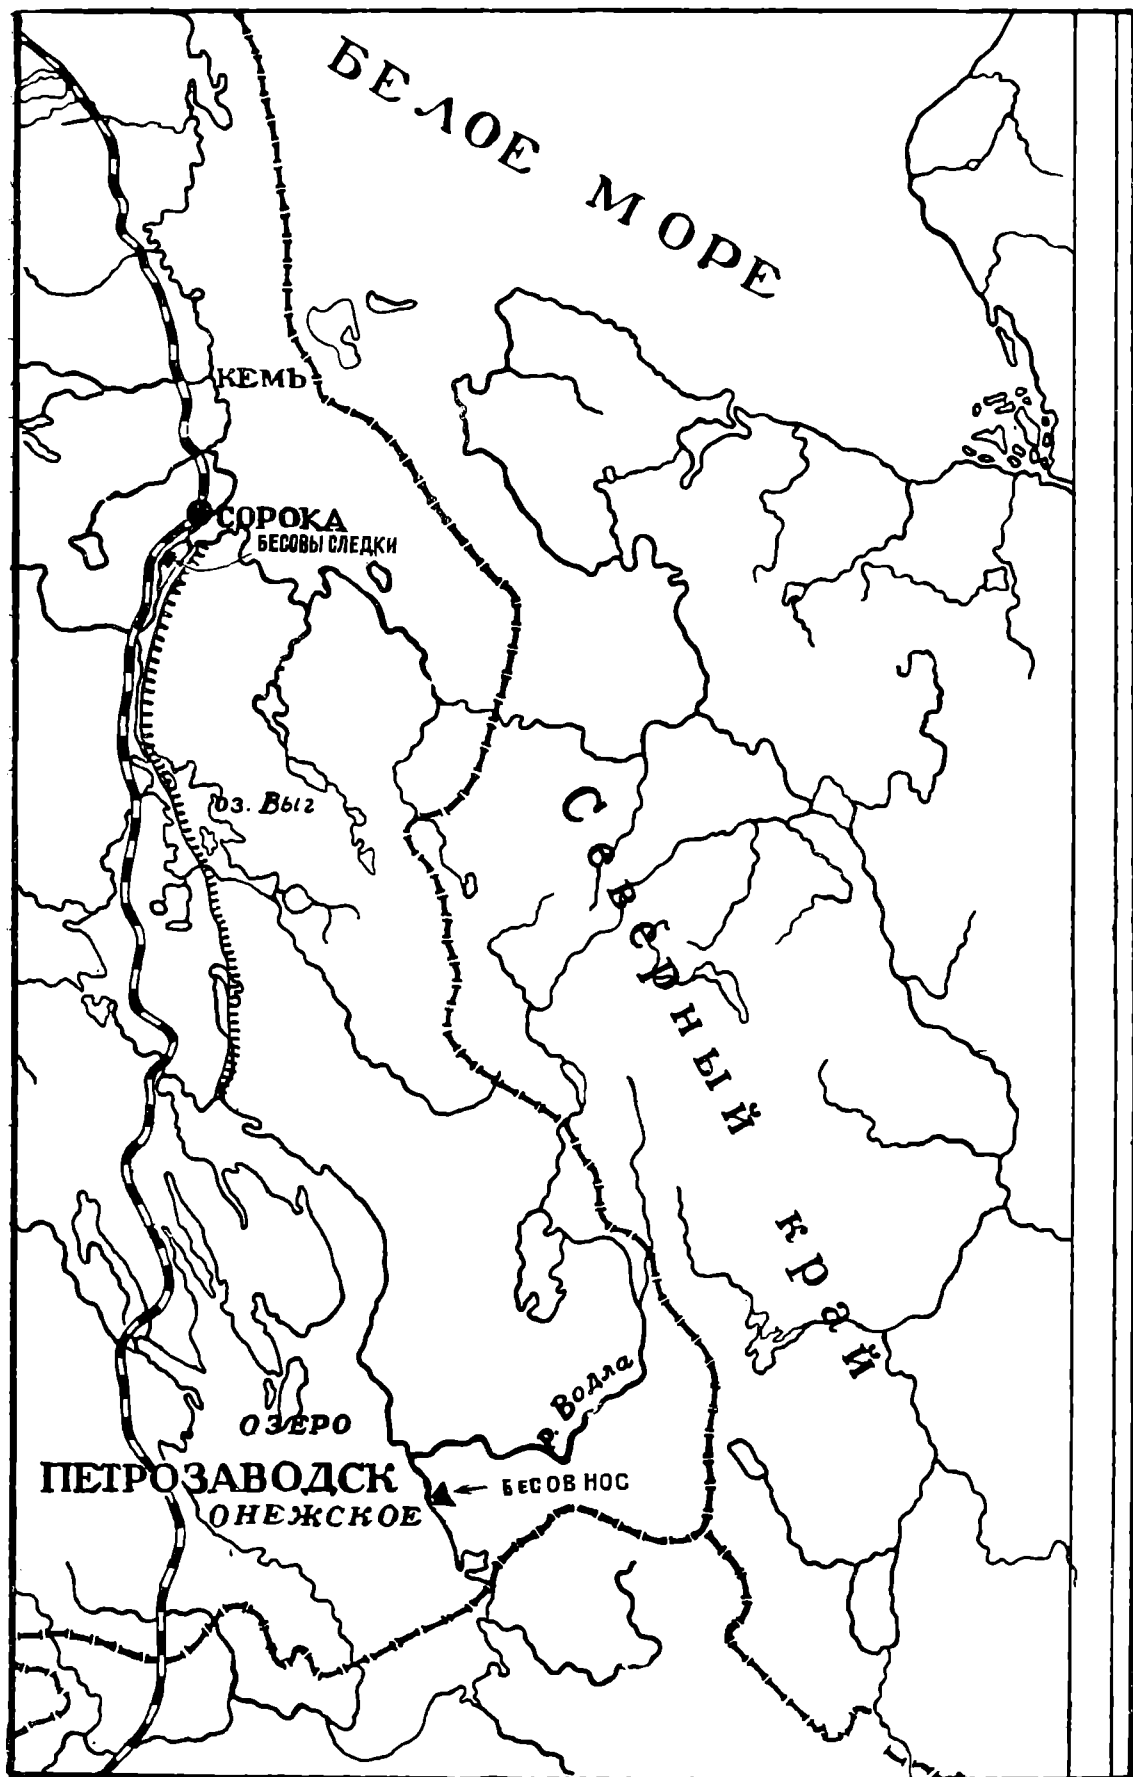 БЕЛОЕ МОРЕ
КЕМЬ
СОРОКА
БЕСОВЫ СЛЕДКИ
оз. Выг
Северный край
р. Водла
ОЗЕРО
ПЕТРОЗАВОДСК
БЕСОВ НОС
ОНЕЖСКОЕ